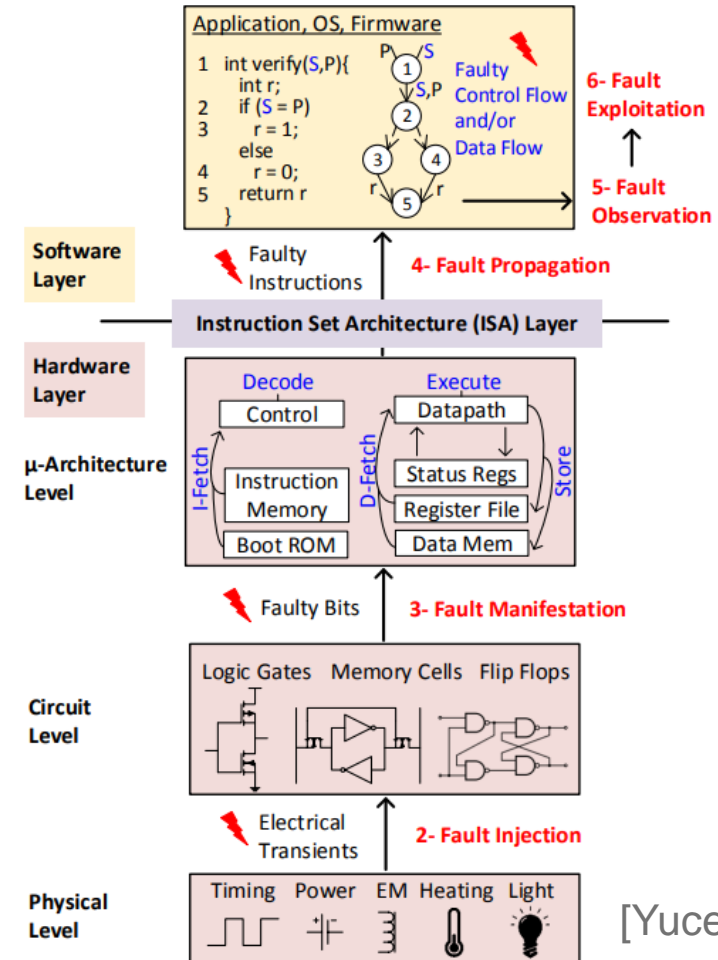 Application, OS, Firmware
1 int verify(S,P){
int r;
2 if (S = P)
3 r = 1;
else
4 r = 0;
5 return r
}
P S
1
S,P
2
3 4
r r
5
Faulty
Control Flow
and/or
Data Flow
6- Fault
Exploitation
5- Fault
Observation
Software
Layer
Faulty
Instructions
4- Fault Propagation
Instruction Set Architecture (ISA) Layer
Hardware
Layer
Decode Execute
Control Datapath
μ-Architecture
Level
I-Fetch
Instruction
Memory
Boot ROM
D-Fetch
Status Regs
Register File
Data Mem
Store
Faulty Bits
3- Fault Manifestation
Logic Gates Memory Cells Flip Flops
Circuit
Level
Electrical
Transients
2- Fault Injection
Timing Power EM Heating Light
Physical
Level
[Yuce